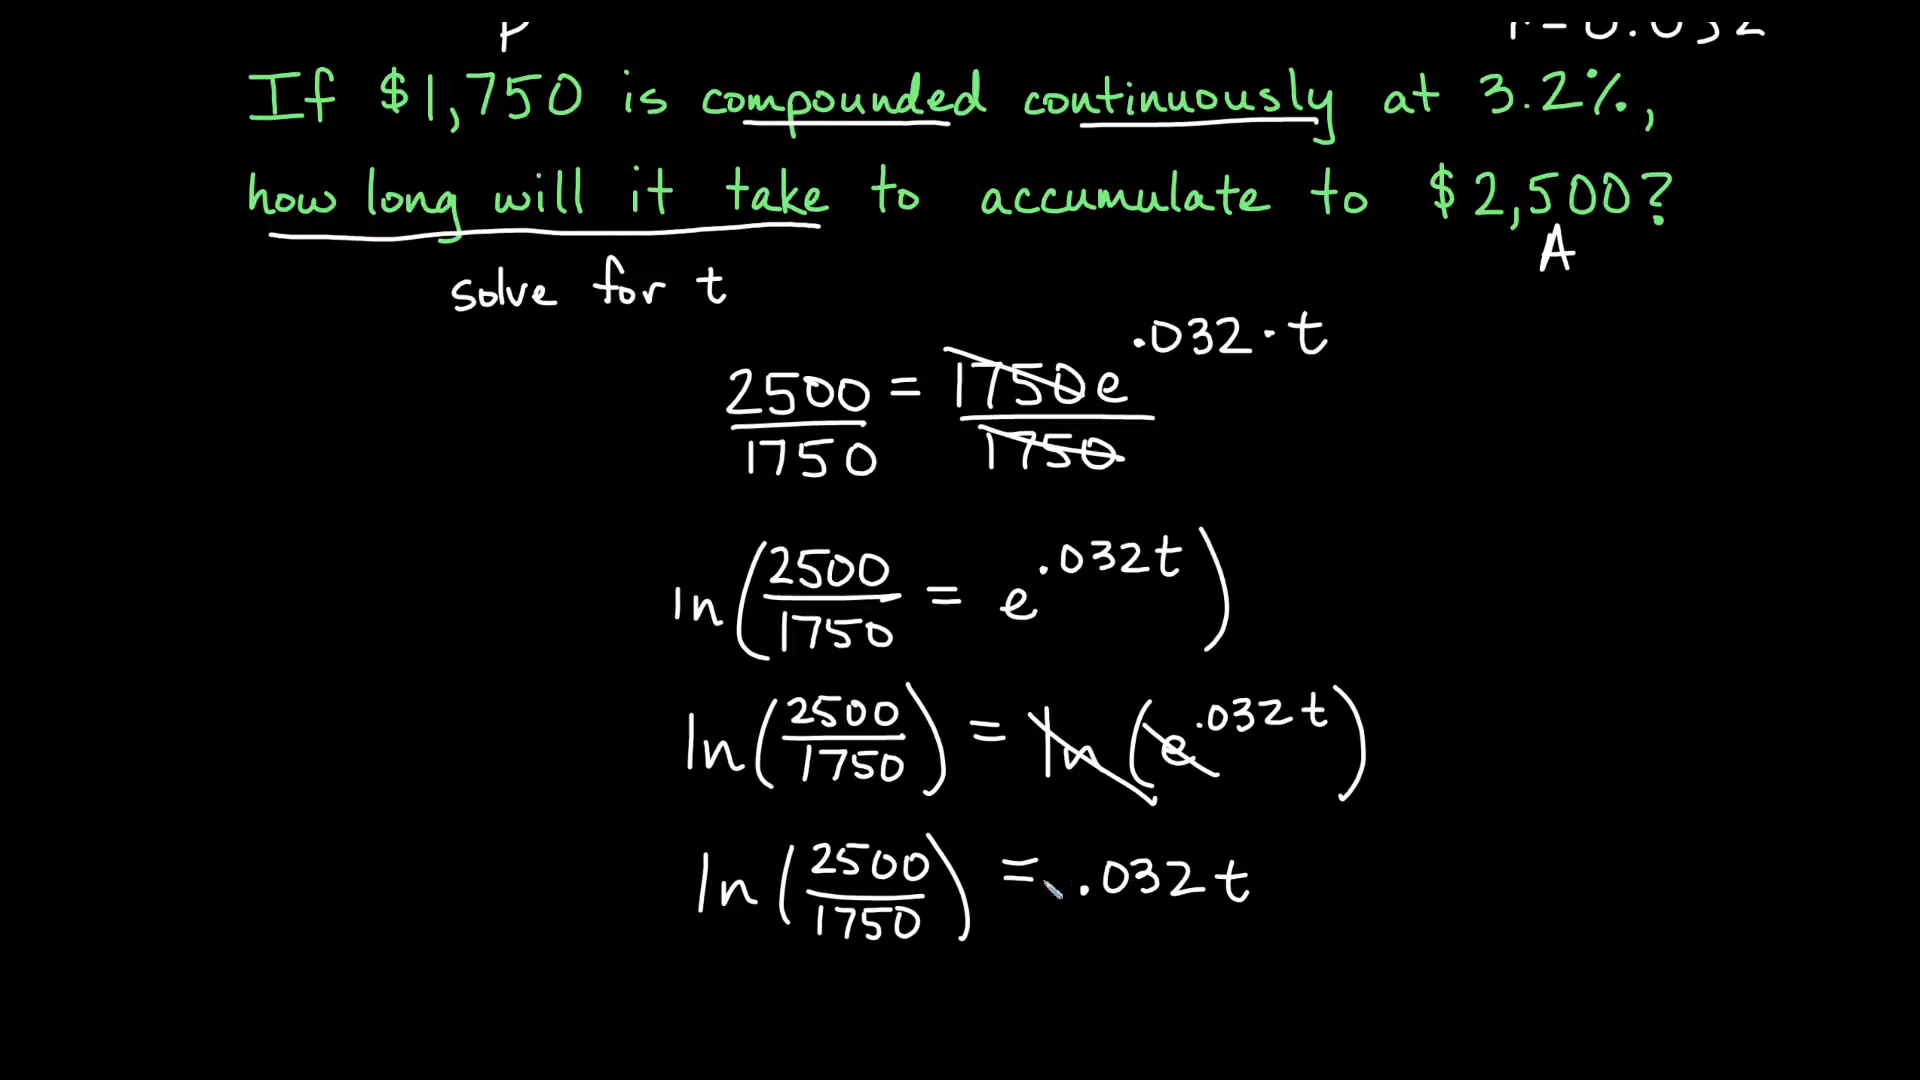 P r=0.032
If $1,750 is compounded continuously at 3.2%,
how long will it take to accumulate to $2,500?
A
solve for t
2500/1750 = 1750e^.032·t/1750
ln(2500/1750 = e^.032t)
ln(2500/1750) = ln(e^.032t)
ln(2500/1750) = .032t